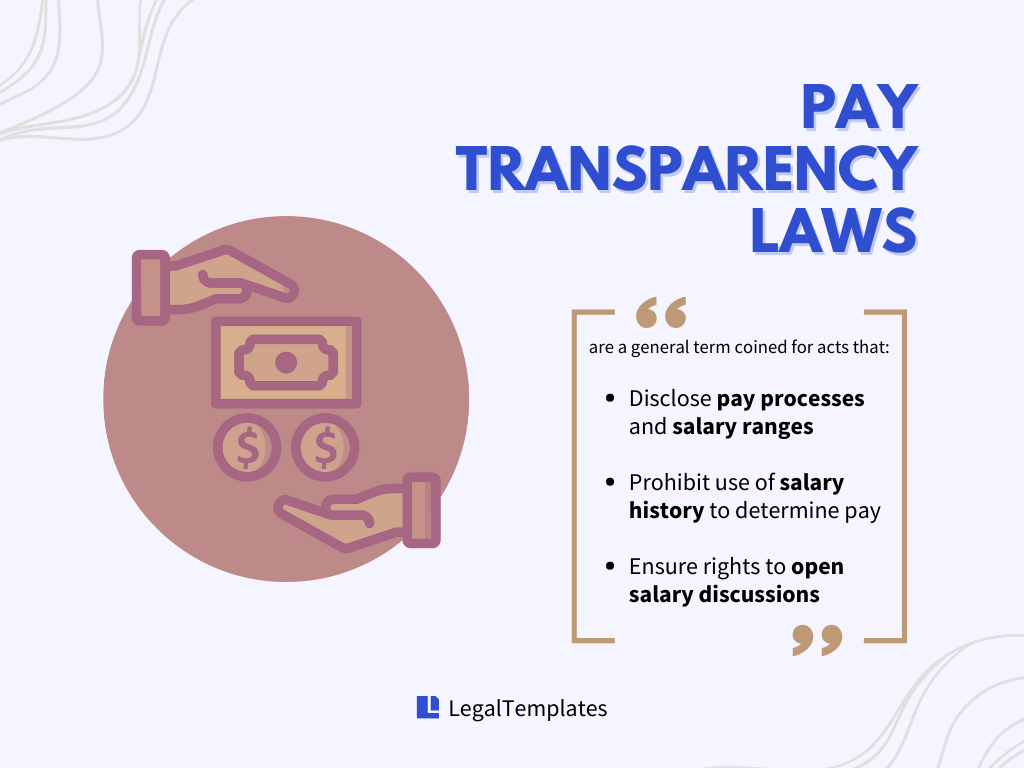 PAY
TRANSPARENCY
LAWS
“
are a general term coined for acts that:
• Disclose pay processes
and salary ranges
• Prohibit use of salary
history to determine pay
• Ensure rights to open
salary discussions
”
$ $
LegalTemplates